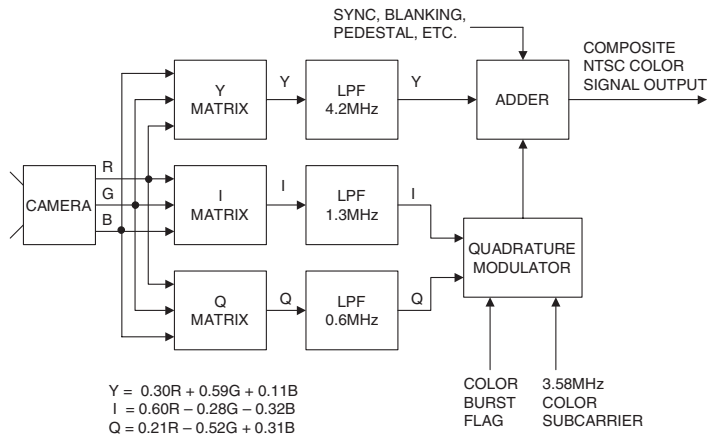 SYNC, BLANKING,
PEDESTAL, ETC.
COMPOSITE
NTSC COLOR
SIGNAL OUTPUT
Y
MATRIX
Y
LPF
4.2MHz
Y
ADDER
CAMERA
R
G
B
I
MATRIX
I
LPF
1.3MHz
I
QUADRATURE
MODULATOR
Q
MATRIX
Q
LPF
0.6MHz
Q
COLOR
BURST
FLAG
3.58MHz
COLOR
SUBCARRIER
Y = 0.30R + 0.59G + 0.11B
I = 0.60R – 0.28G – 0.32B
Q = 0.21R – 0.52G + 0.31B